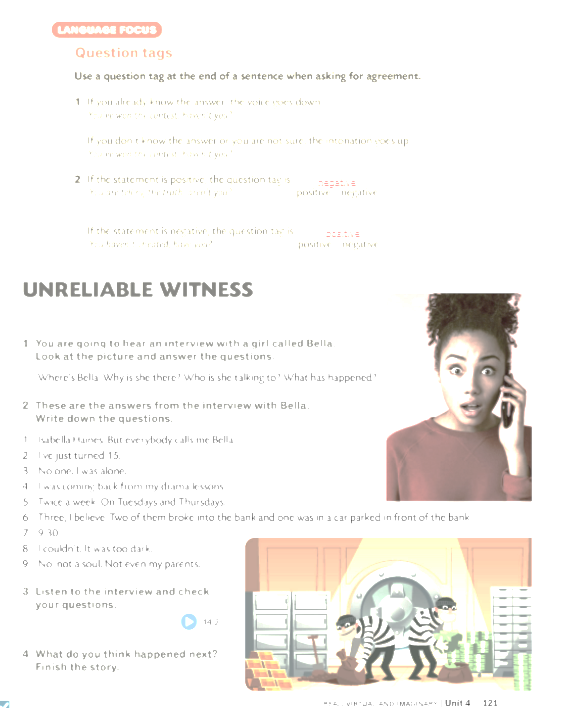 LANGUAGE FOCUS
Question tags
Use a question tag at the end of a sentence when asking for agreement.
1 If you already know the answer, the voice goes down.
If you don't know the answer or you are not sure, the intonation goes up.
2 If the statement is positive, the question tag is negative
positive negative
If the statement is negative, the question tag is positive
positive negative
UNRELIABLE WITNESS
1 You are going to hear an interview with a girl called Bella.
Look at the picture and answer the questions.
Where's Bella? Why is she there? Who is she talking to? What has happened?
2 These are the answers from the interview with Bella.
Write down the questions.
1 Isabella Haines. But everybody calls me Bella.
2 I've just turned 15.
3 No one. I was alone.
4 I was coming back from my drama lessons.
5 Twice a week. On Tuesdays and Thursdays.
6 Three, I believe. Two of them broke into the bank and one was in a car parked in front of the bank.
7 9.30.
8 I couldn't. It was too dark.
9 No, not a soul. Not even my parents.
3 Listen to the interview and check
your questions.
4 What do you think happened next?
Finish the story.
REAL, VIRTUAL AND IMAGINARY Unit 4 121